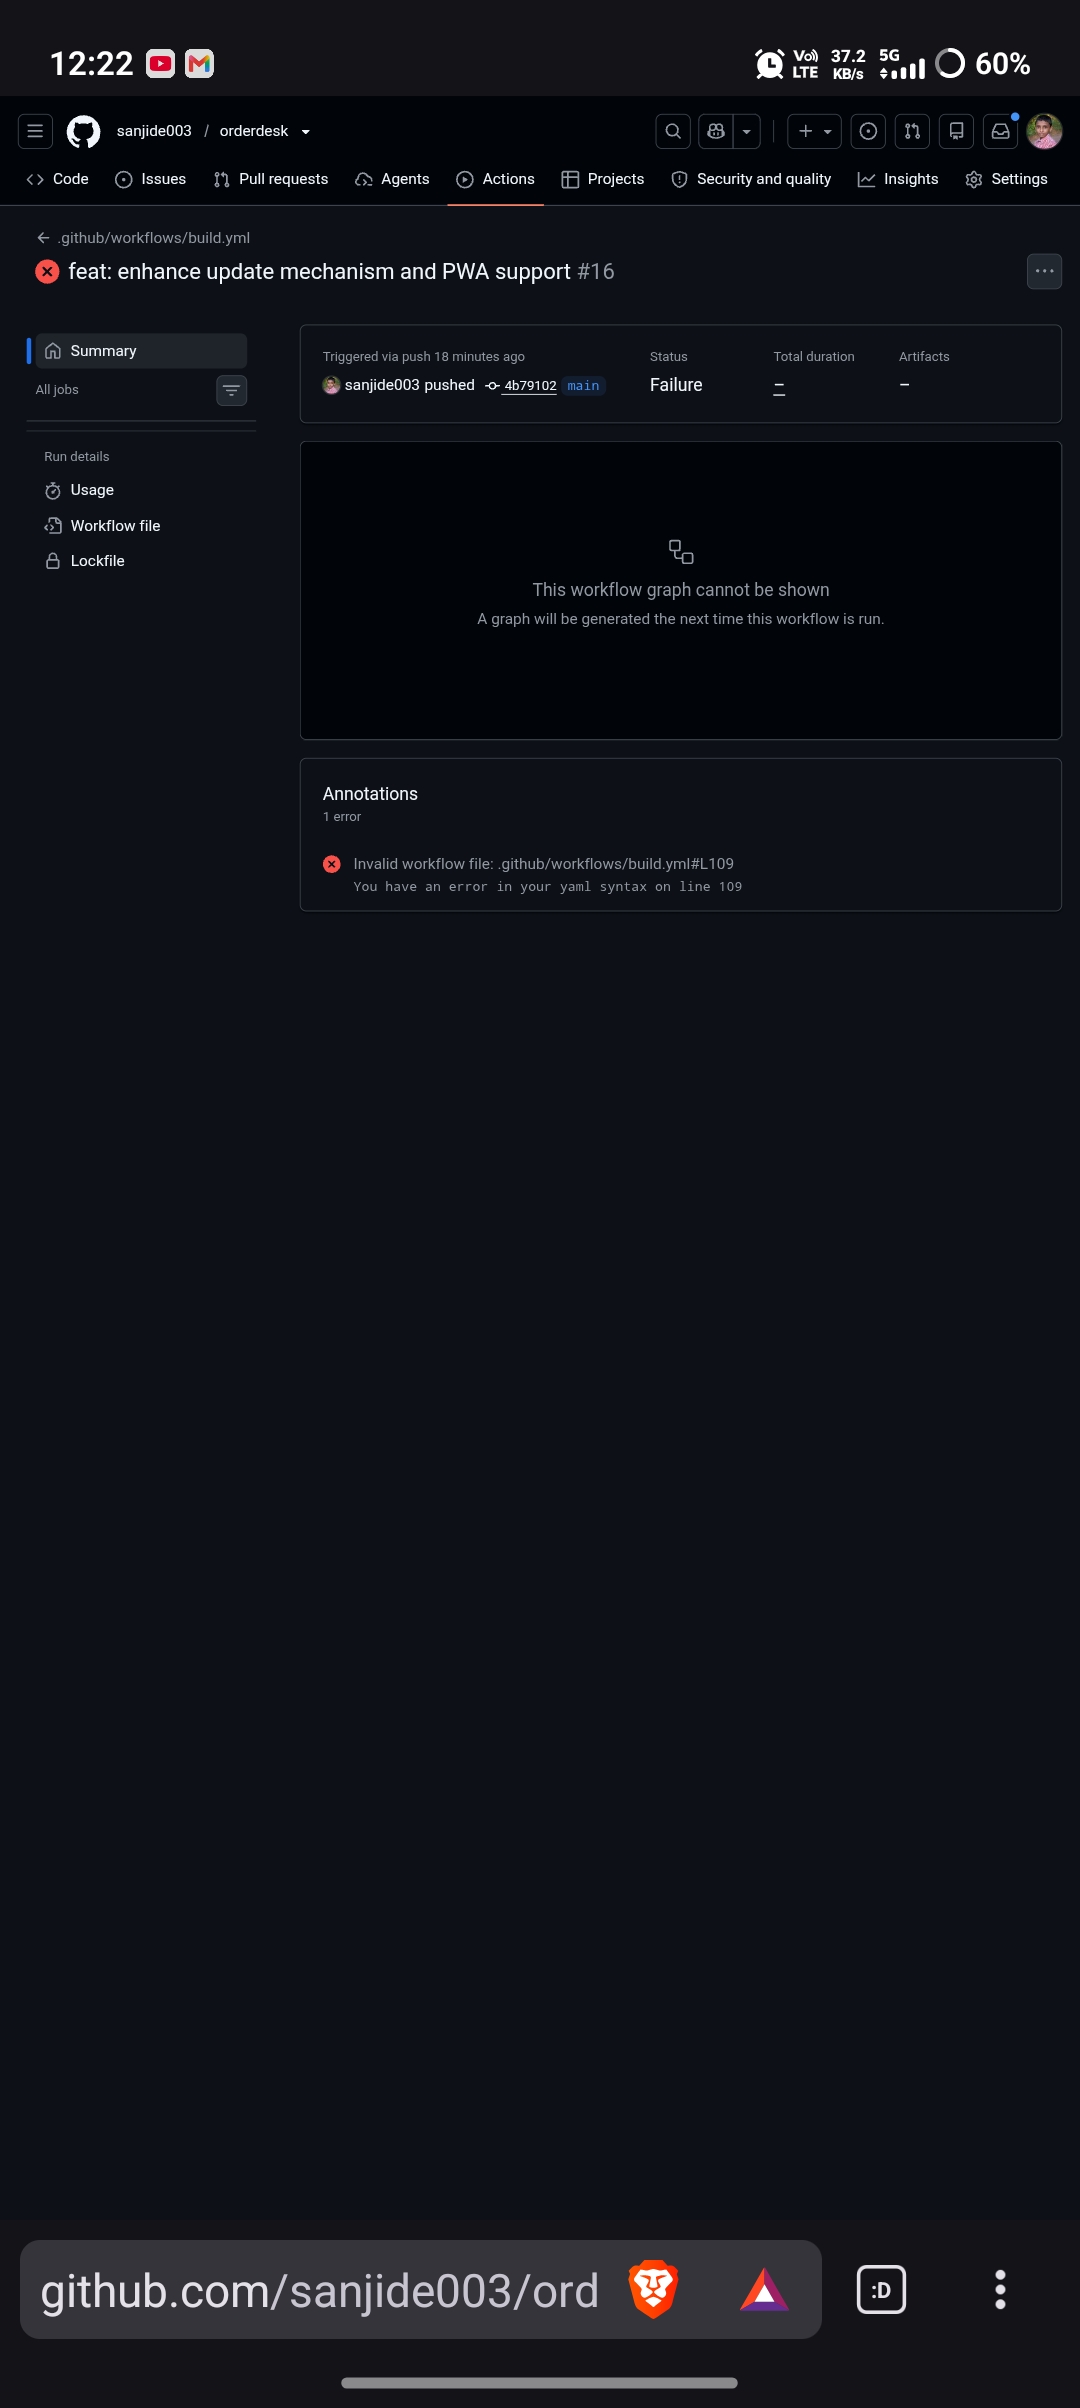 12:22
Vo) LTE 37.2 KB/s 5G 60%
sanjide003 / orderdesk
Code Issues Pull requests Agents Actions Projects Security and quality Insights Settings
.github/workflows/build.yml
feat: enhance update mechanism and PWA support #16
Summary
All jobs
Run details
Usage
Workflow file
Lockfile
Triggered via push 18 minutes ago
sanjide003 pushed 4b79102 main
Status
Failure
Total duration
–
Artifacts
–
This workflow graph cannot be shown
A graph will be generated the next time this workflow is run.
Annotations
1 error
Invalid workflow file: .github/workflows/build.yml#L109
You have an error in your yaml syntax on line 109
github.com/sanjide003/ord
:D